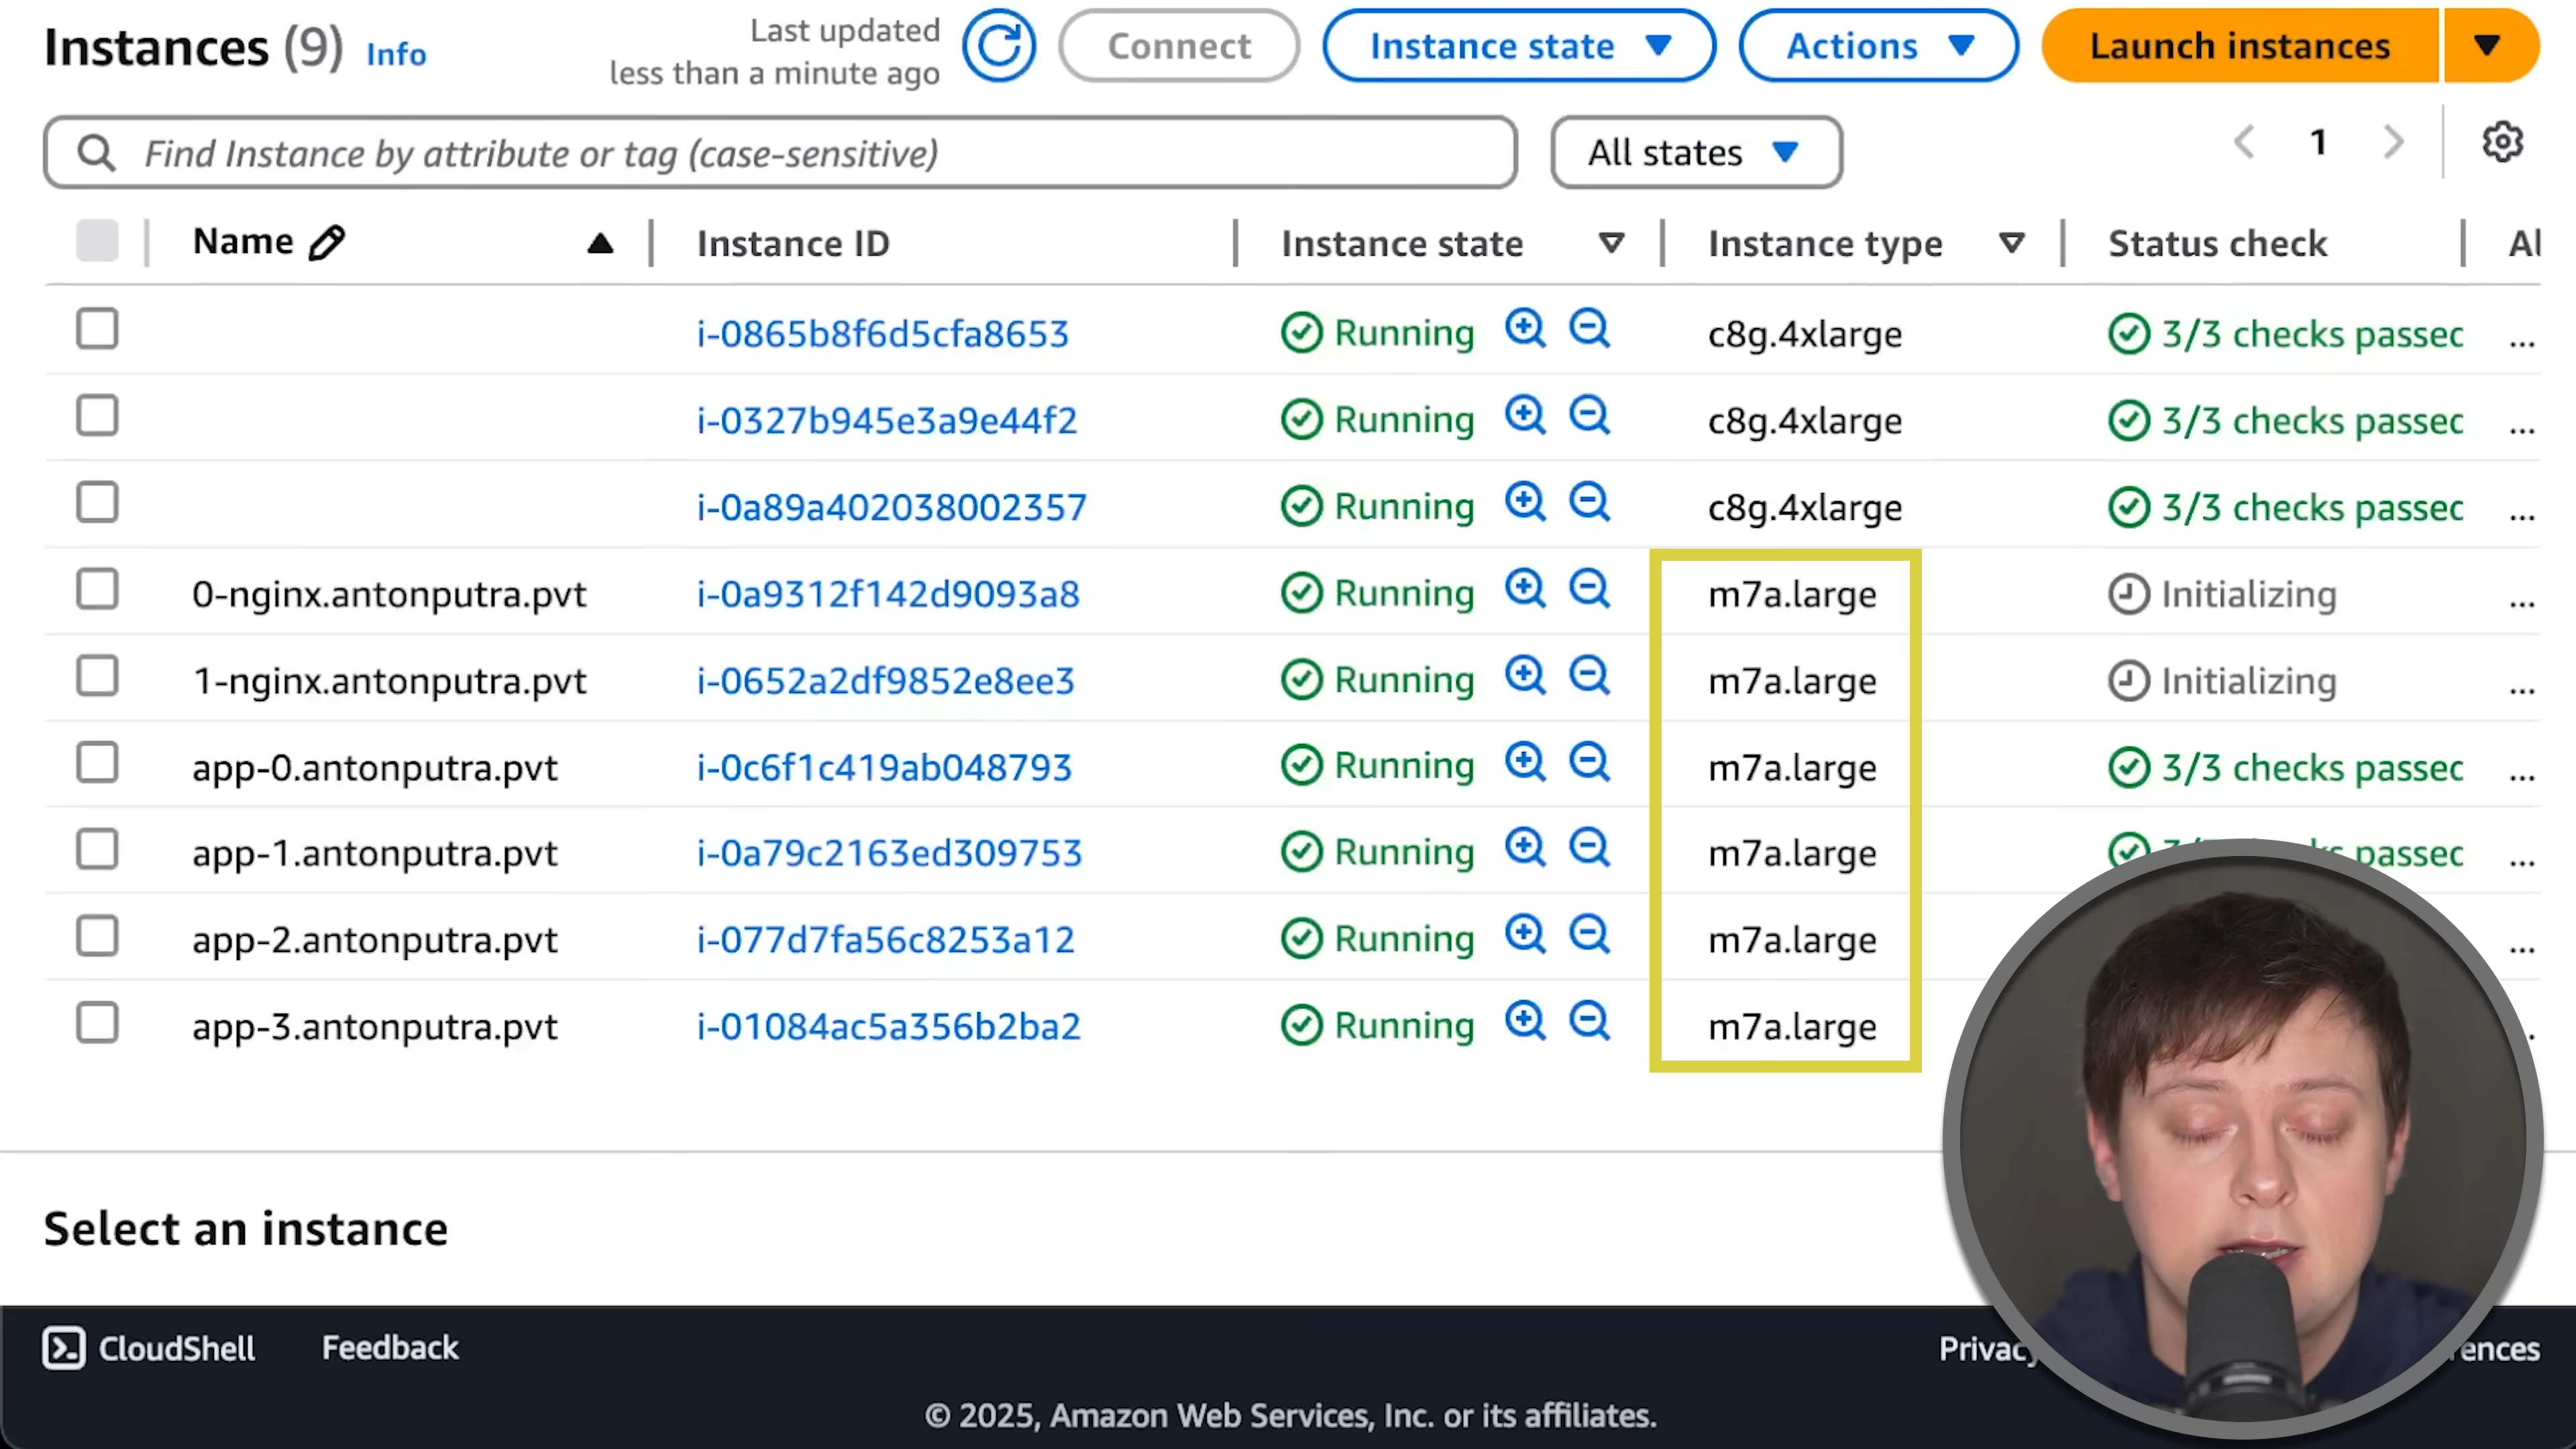 Instances (9) Info
Last updated
less than a minute ago
Connect
Instance state
Actions
Launch instances
Find Instance by attribute or tag (case-sensitive)
All states
1
Name Instance ID Instance state Instance type Status check Al
i-0865b8f6d5cfa8653 Running c8g.4xlarge 3/3 checks passec ...
i-0327b945e3a9e44f2 Running c8g.4xlarge 3/3 checks passec ...
i-0a89a402038002357 Running c8g.4xlarge 3/3 checks passec ...
0-nginx.antonputra.pvt i-0a9312f142d9093a8 Running m7a.large Initializing ...
1-nginx.antonputra.pvt i-0652a2df9852e8ee3 Running m7a.large Initializing ...
app-0.antonputra.pvt i-0c6f1c419ab048793 Running m7a.large 3/3 checks passec ...
app-1.antonputra.pvt i-0a79c2163ed309753 Running m7a.large passec ...
app-2.antonputra.pvt i-077d7fa56c8253a12 Running m7a.large ...
app-3.antonputra.pvt i-01084ac5a356b2ba2 Running m7a.large
Select an instance
CloudShell Feedback Privacy rences
© 2025, Amazon Web Services, Inc. or its affiliates.